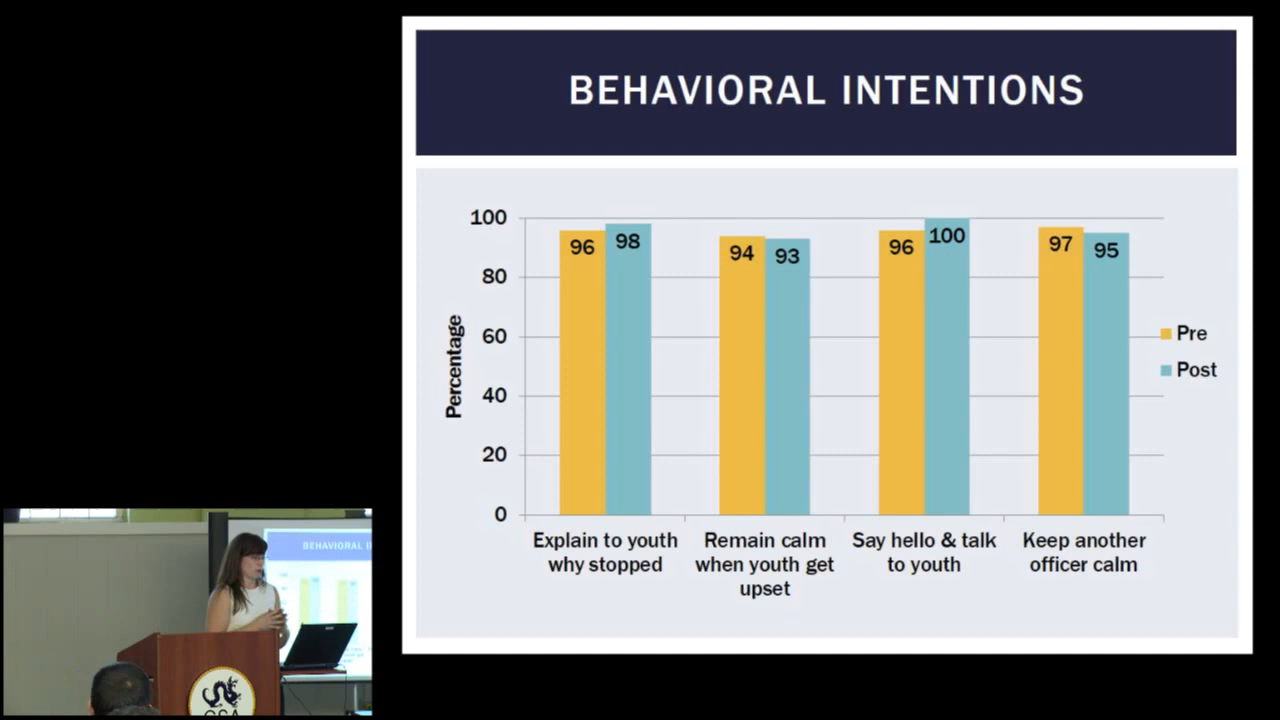 BEHAVIORAL INTENTIONS
100
80
60
40
20
0
Percentage
96
98
94
93
96
100
97
95
Pre
Post
Explain to youth
why stopped
Remain calm
when youth get
upset
Say hello & talk
to youth
Keep another
officer calm
BEHAVIORAL I